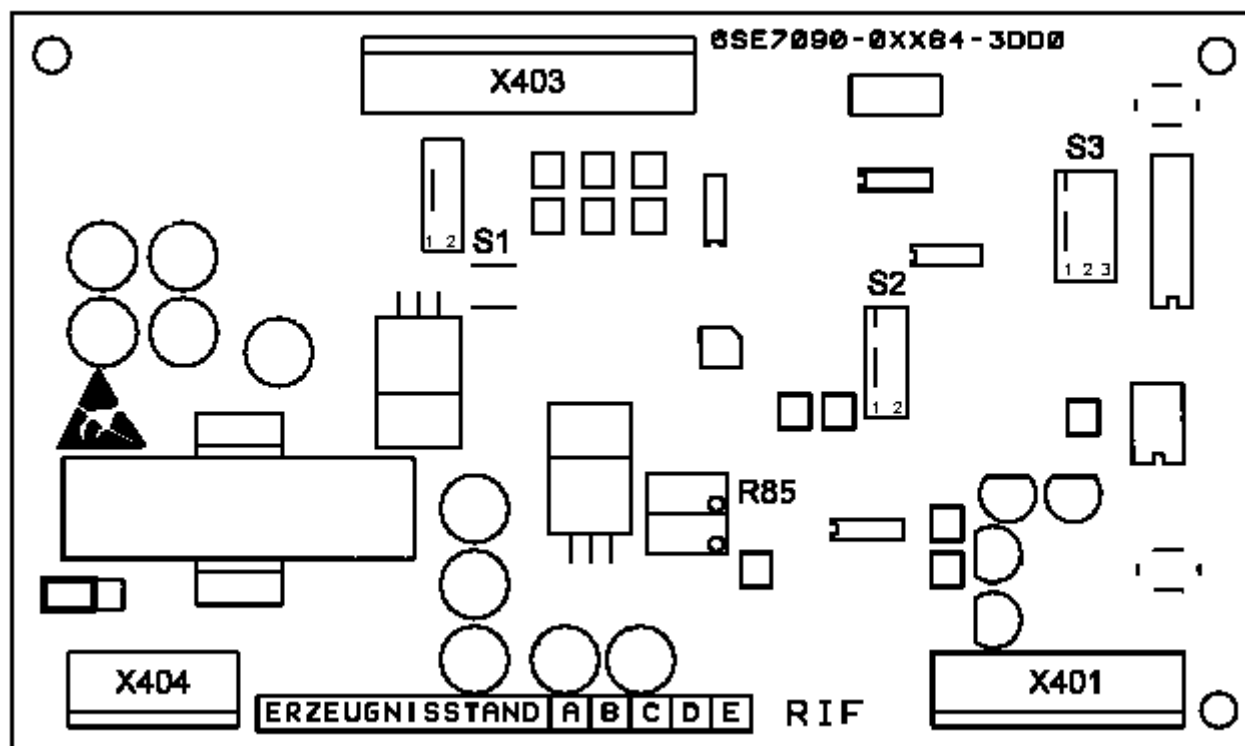 6SE7090-0XX84-3DD0
X403
S3
1 2
S1
1 2 3
S2
1 2
R85
X404
X401
ERZEUGNISSTAND A B C D E
RIF